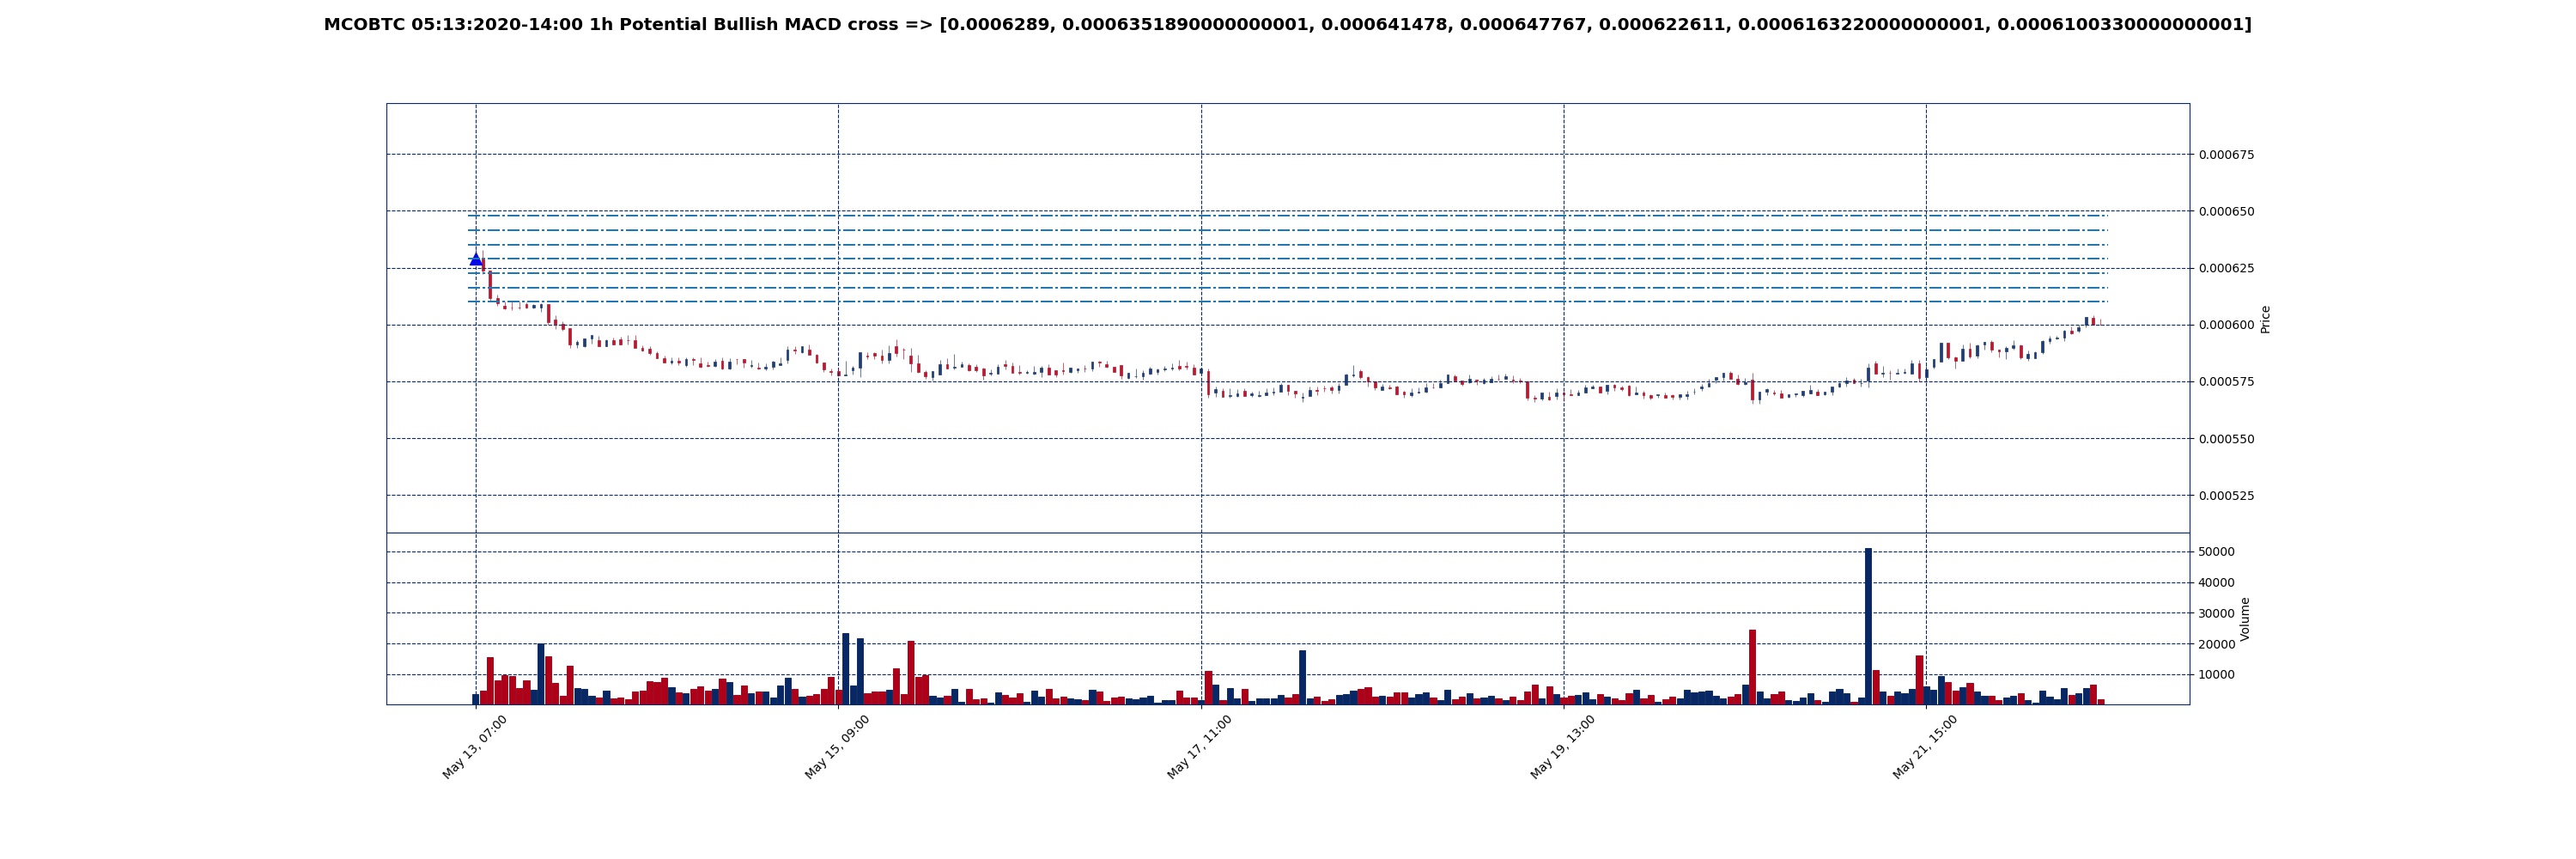 MCOBTC 05:13:2020-14:00 1h Potential Bullish MACD cross => [0.0006289, 0.0006351890000000001, 0.000641478, 0.000647767, 0.000622611, 0.0006163220000000001, 0.0006100330000000001]
0.000675
0.000650
0.000625
0.000600
0.000575
0.000550
0.000525
Price
50000
40000
30000
20000
10000
Volume
May 13, 07:00
May 15, 09:00
May 17, 11:00
May 19, 13:00
May 21, 15:00